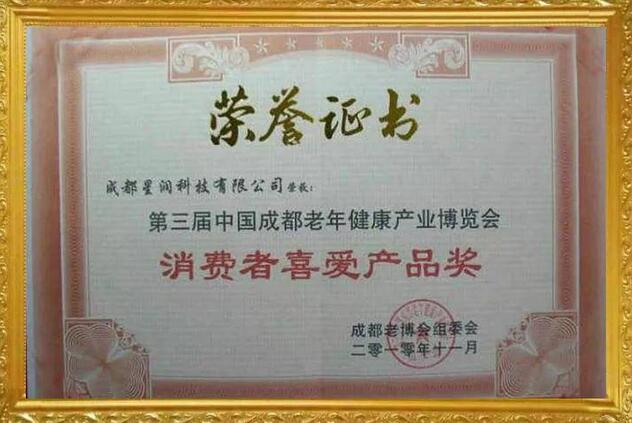 荣誉证书
成都星润科技有限公司荣获：
第三届中国成都老年健康产业博览会
消费者喜爱产品奖
成都老博会组委会
二零一零年十一月